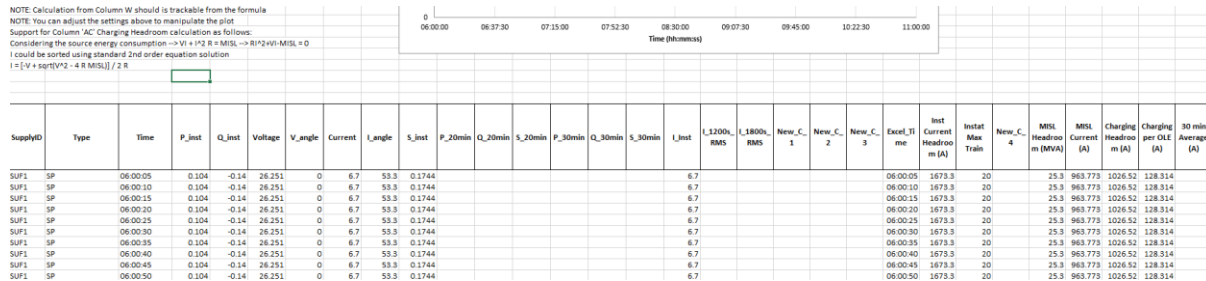 NOTE: Calculation from Column W should is trackable from the formula
NOTE: You can adjust the settings above to manipulate the plot
Support for Column 'AC' Charging Headroom calculation as follows:
Considering the source energy consumption --> VI + I^2 R = MISL --> RI^2+VI-MISL = 0
I could be sorted using standard 2nd order equation solution
I = [-V + sqrt(V^2 - 4 R MISL)] / 2 R
0
06:00:00 06:37:30 07:15:00 07:52:30 08:30:00 09:07:30 09:45:00 10:22:30 11:00:00
Time (hh:mm:ss)
SupplyID Type Time P_inst Q_inst Voltage V_angle Current I_angle S_inst P_20min Q_20min S_20min P_30min Q_30min S_30min I_Inst I_1200s_RMS I_1800s_RMS New_C_1 New_C_2 New_C_3 Excel_Time Inst Current Headroom (A) Instat Max Train New_C_4 MISL Headroom (MVA) MISL Current (A) Charging Headroom (A) Charging per OLE (A) 30 min Average (A)
SUF1 SP 06:00:05 0.104 -0.14 26.251 0 6.7 53.3 0.1744 6.7 06:00:05 1673.3 20 25.3 963.773 1026.52 128.314
SUF1 SP 06:00:10 0.104 -0.14 26.251 0 6.7 53.3 0.1744 6.7 06:00:10 1673.3 20 25.3 963.773 1026.52 128.314
SUF1 SP 06:00:15 0.104 -0.14 26.251 0 6.7 53.3 0.1744 6.7 06:00:15 1673.3 20 25.3 963.773 1026.52 128.314
SUF1 SP 06:00:20 0.104 -0.14 26.251 0 6.7 53.3 0.1744 6.7 06:00:20 1673.3 20 25.3 963.773 1026.52 128.314
SUF1 SP 06:00:25 0.104 -0.14 26.251 0 6.7 53.3 0.1744 6.7 06:00:25 1673.3 20 25.3 963.773 1026.52 128.314
SUF1 SP 06:00:30 0.104 -0.14 26.251 0 6.7 53.3 0.1744 6.7 06:00:30 1673.3 20 25.3 963.773 1026.52 128.314
SUF1 SP 06:00:35 0.104 -0.14 26.251 0 6.7 53.3 0.1744 6.7 06:00:35 1673.3 20 25.3 963.773 1026.52 128.314
SUF1 SP 06:00:40 0.104 -0.14 26.251 0 6.7 53.3 0.1744 6.7 06:00:40 1673.3 20 25.3 963.773 1026.52 128.314
SUF1 SP 06:00:45 0.104 -0.14 26.251 0 6.7 53.3 0.1744 6.7 06:00:45 1673.3 20 25.3 963.773 1026.52 128.314
SUF1 SP 06:00:50 0.104 -0.14 26.251 0 6.7 53.3 0.1744 6.7 06:00:50 1673.3 20 25.3 963.773 1026.52 128.314